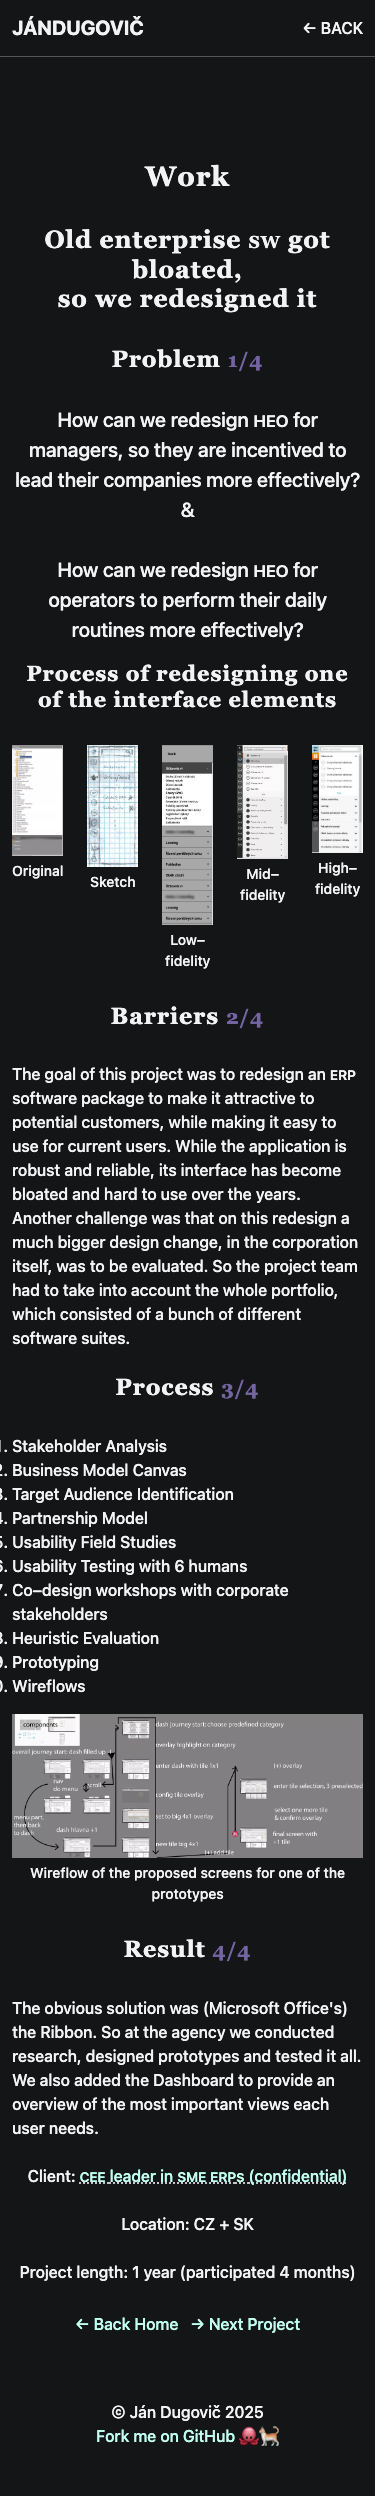 JÁNDUGOVIČ
← BACK
Work
Old enterprise SW got
bloated,
so we redesigned it
Problem 1/4
How can we redesign HEO for
managers, so they are incentived to
lead their companies more effectively?
&
How can we redesign HEO for
operators to perform their daily
routines more effectively?
Process of redesigning one
of the interface elements
Original
Sketch
Low–
fidelity
Mid–
fidelity
High–
fidelity
Barriers 2/4
The goal of this project was to redesign an ERP
software package to make it attractive to
potential customers, while making it easy to
use for current users. While the application is
robust and reliable, its interface has become
bloated and hard to use over the years.
Another challenge was that on this redesign a
much bigger design change, in the corporation
itself, was to be evaluated. So the project team
had to take into account the whole portfolio,
which consisted of a bunch of different
software suites.
Process 3/4
. Stakeholder Analysis
. Business Model Canvas
. Target Audience Identification
. Partnership Model
. Usability Field Studies
. Usability Testing with 6 humans
. Co–design workshops with corporate
stakeholders
. Heuristic Evaluation
. Prototyping
. Wireflows
components
dash journey start: choose predefined category
overall journey start: dash filled up -1
overlay highlight on category
nav
do menu
scroll
enter dash with tile 1x1
(+) overlay
config tile overlay
enter tile selection, 3 preselected
menu part
then back
to dash
set to big 4x1 overlay
select one more tile
& confirm overlay
dash hlavna +1
new tile big 4x1
final screen with
+1 tile
(+) add tile
Wireflow of the proposed screens for one of the
prototypes
Result 4/4
The obvious solution was (Microsoft Office's)
the Ribbon. So at the agency we conducted
research, designed prototypes and tested it all.
We also added the Dashboard to provide an
overview of the most important views each
user needs.
Client: CEE leader in SME ERPs (confidential)
Location: CZ + SK
Project length: 1 year (participated 4 months)
← Back Home → Next Project
© Ján Dugovič 2025
Fork me on GitHub 🐙🐈